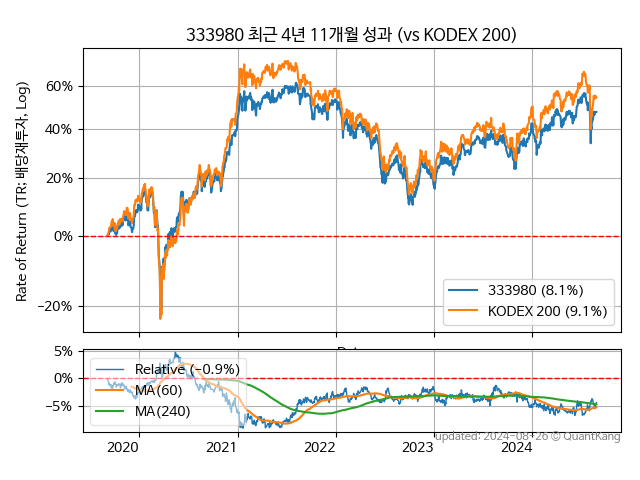 333980 최근 4년 11개월 성과 (vs KODEX 200)
Rate of Return (TR: 배당재투자, Log)
60%
40%
20%
0%
−20%
333980 (8.1%)
KODEX 200 (9.1%)
5%
0%
−5%
Relative (−0.9%)
MA(60)
MA(240)
2020
2021
2022
2023
2024
updated: 2024-08-26 © QuantKang